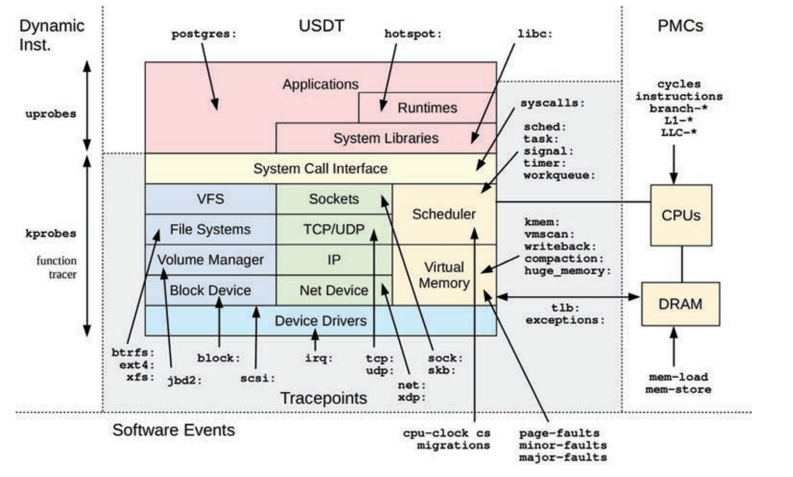 Dynamic
Inst.
USDT
PMCs
postgres:
hotspot:
libc:
Applications
Runtimes
System Libraries
System Call Interface
VFS
Sockets
Scheduler
File Systems
TCP/UDP
Volume Manager
IP
Virtual
Memory
Block Device
Net Device
Device Drivers
uprobes
kprobes
function
tracer
syscalls:
sched:
task:
signal:
timer:
workqueue:
kmem:
vmscan:
writeback:
compaction:
huge_memory:
tlb:
exceptions:
cycles
instructions
branch-*
L1-*
LLC-*
CPUs
DRAM
mem-load
mem-store
btrfs:
ext4:
xfs:
jbd2:
block:
scsi:
irq:
tcp:
udp:
sock:
skb:
net:
xdp:
Tracepoints
Software Events
cpu-clock cs
migrations
page-faults
minor-faults
major-faults